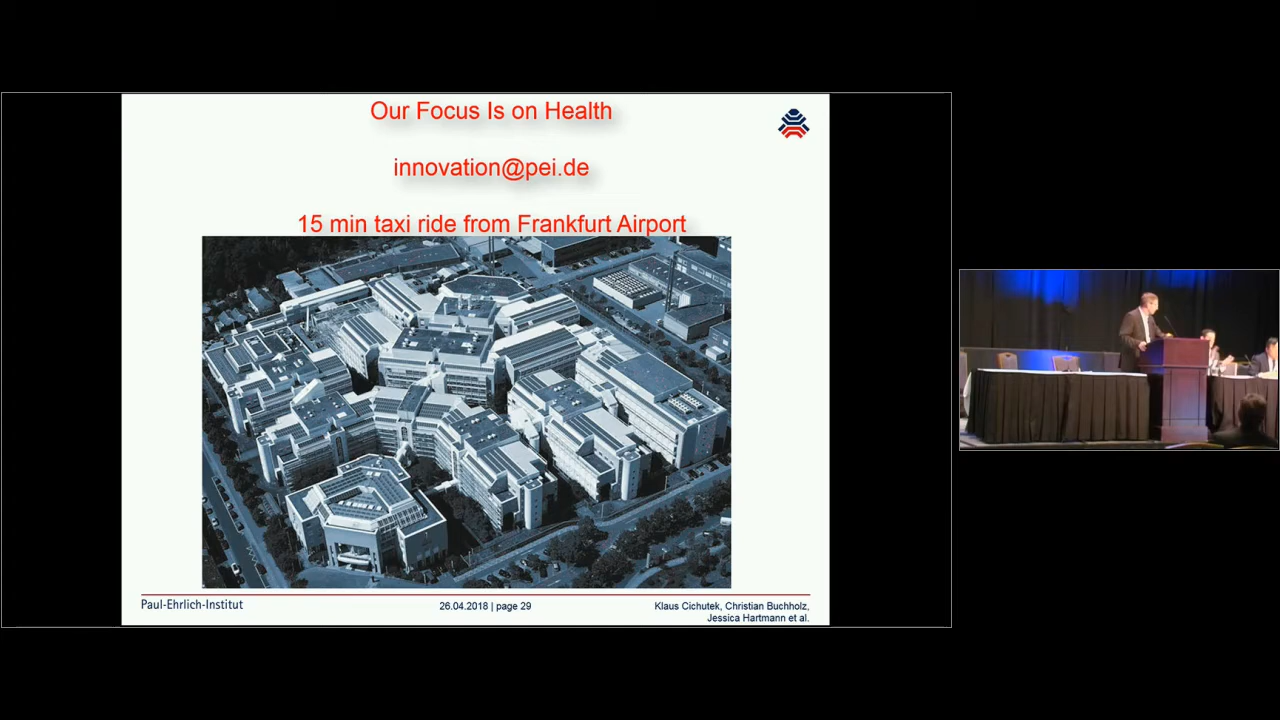 Our Focus Is on Health
innovation@pei.de
15 min taxi ride from Frankfurt Airport
Paul-Ehrlich-Institut
26.04.2018 | page 29
Klaus Cichutek, Christian Buchholz,
Jessica Hartmann et al.